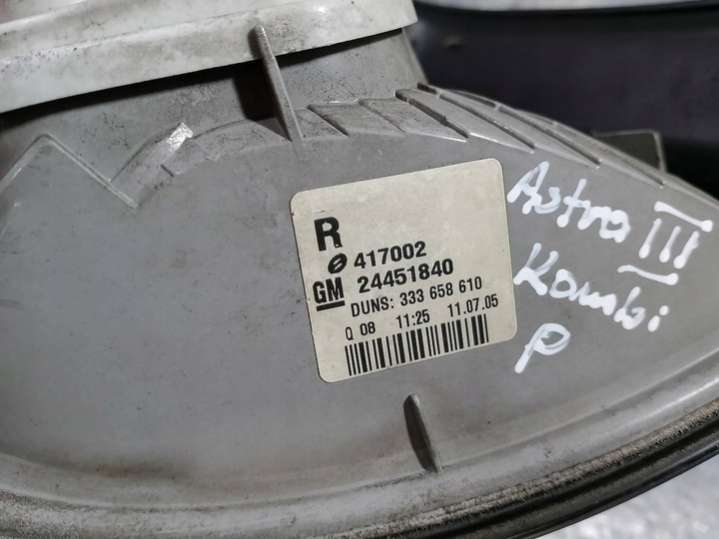 R
417002
GM 24451840
DUNS: 333 658 610
Q 08 11:25 11.07.05
Astra III
Kombi
P